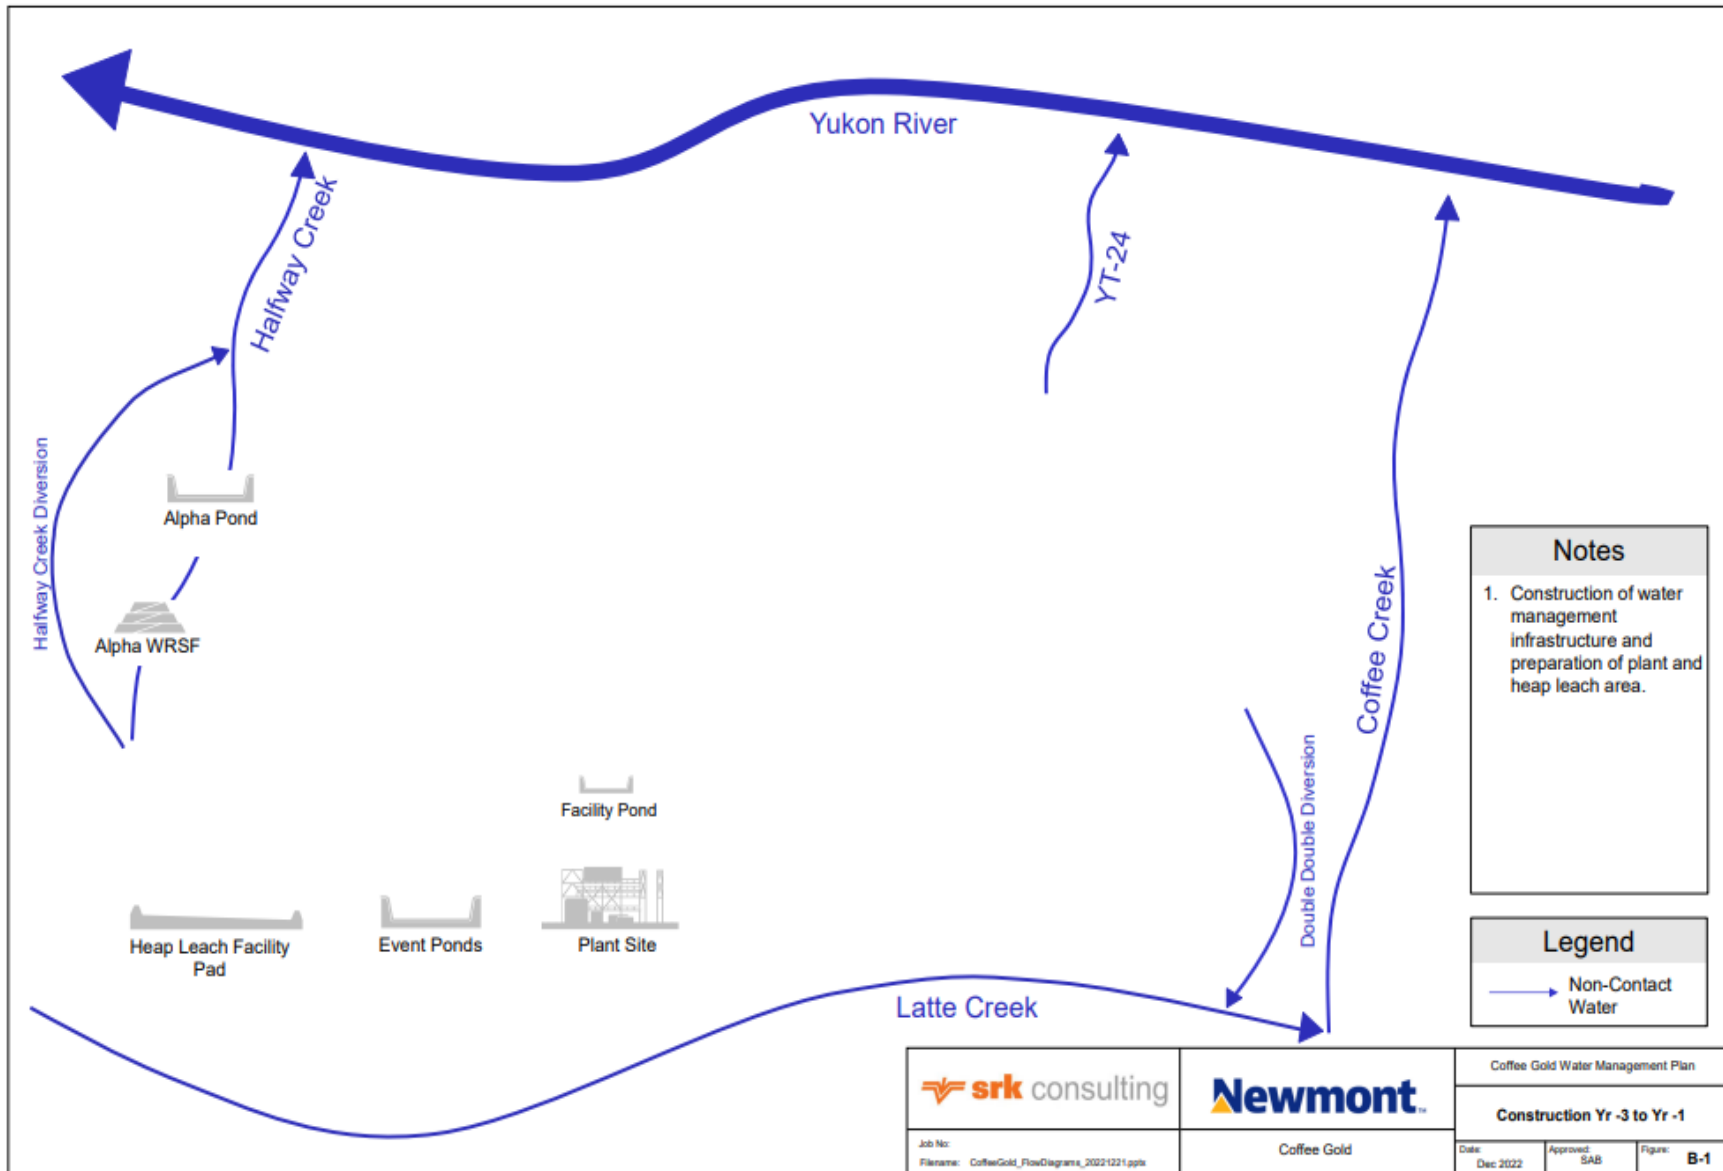 Yukon River
Halfway Creek
YT-24
Halfway Creek Diversion
Alpha Pond
Alpha WRSF
Coffee Creek
Notes
1. Construction of water
management
infrastructure and
preparation of plant and
heap leach area.
Double Double Diversion
Facility Pond
Heap Leach Facility
Pad
Event Ponds
Plant Site
Latte Creek
Legend
Non-Contact
Water
srk consulting
Newmont™
Coffee Gold Water Management Plan
Construction Yr -3 to Yr -1
Job No:
Filename: CoffeeGold_FlowDiagrams_20221221.pptx
Coffee Gold
Date:
Dec 2022
Approved:
SAB
Figure:
B-1